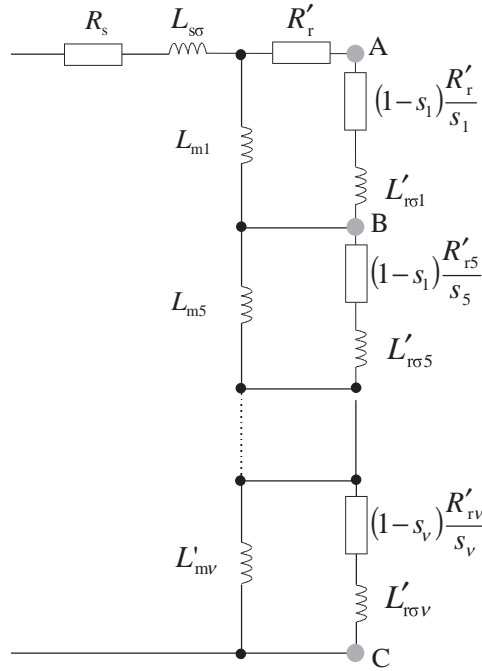 R_s
L_sσ
R'_r
A
(1−s_1) R'_r/s_1
L_m1
L'_rσ1
B
(1−s_1) R'_r5/s_5
L_m5
L'_rσ5
(1−s_ν) R'_rν/s_ν
L'_mν
L'_rσν
C